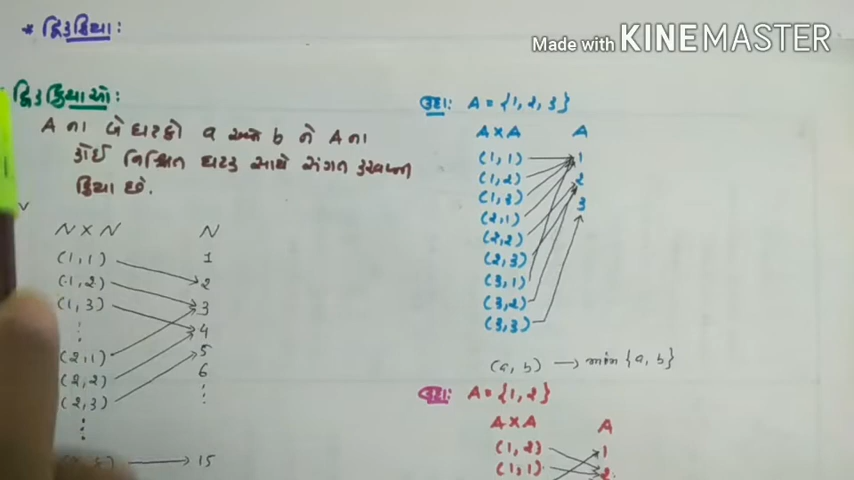 * દ્વિક્ક્રિયા :
Made with KINEMASTER
દ્વિક્ક્રિયાઓ :
A ના બે ઘટકો a અને b ને A ના
કોઈ નિશ્ચિત ઘટક સાથે સંગત કરવાની
ક્રિયા છે.
N × N N
(1, 1) 1
(1, 2) 2
(1, 3) 3
⋮ 4
(2, 1) 5
(2, 2) 6
(2, 3) ⋮
⋮
→ 15
ઉદા: A = {1, 2, 3}
A × A A
(1, 1) → 1
(1, 2) 2
(1, 3) 3
(2, 1)
(2, 2)
(2, 3)
(3, 1)
(3, 2)
(3, 3)
(a, b) → min {a, b}
ઉદા: A = {1, 2}
A × A A
(1, 2) 1
(1, 1) 2